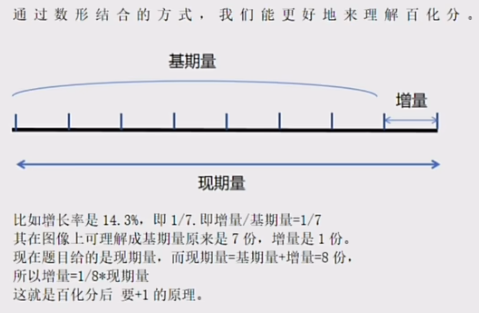 通过数形结合的方式，我们能更好地来理解百化分。
基期量
增量
现期量
比如增长率是14.3%，即1/7.即增量/基期量=1/7
其在图像上可理解成基期量原来是7份，增量是1份。
现在题目给的是现期量，而现期量=基期量+增量=8份，
所以增量=1/8*现期量
这就是百化分后 要+1的原理。